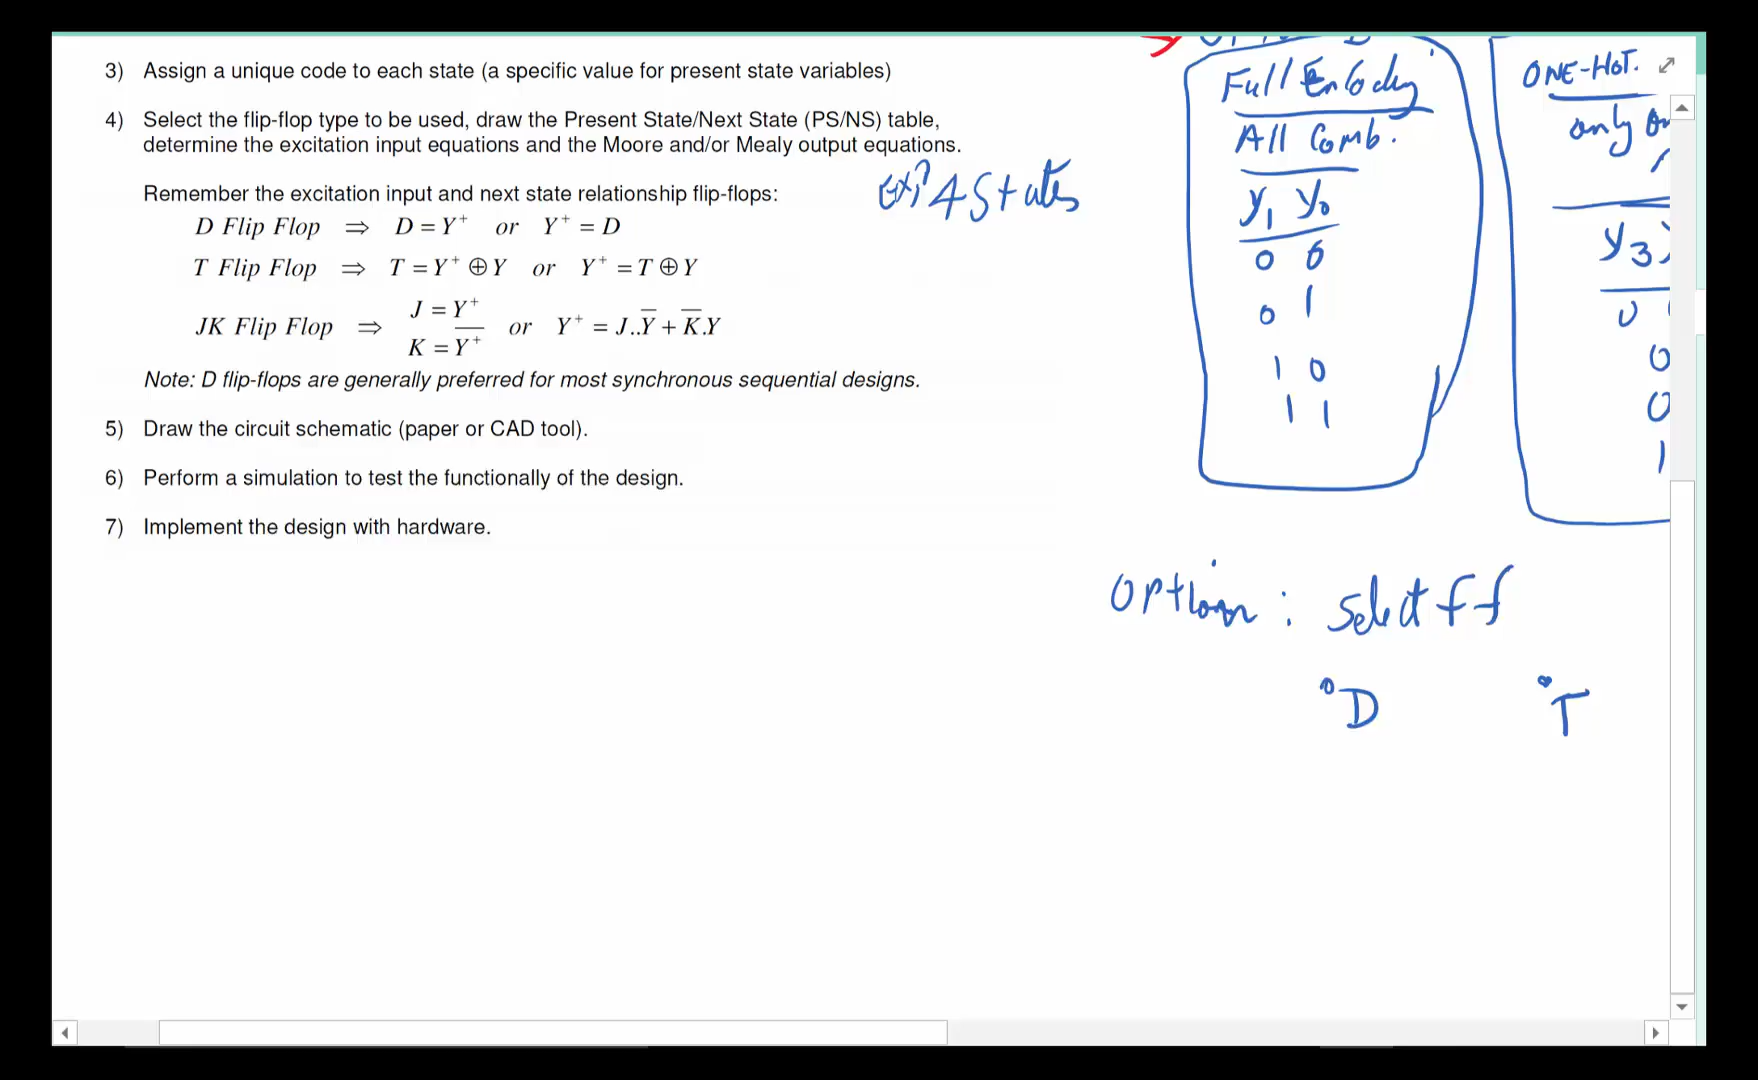 3) Assign a unique code to each state (a specific value for present state variables)
4) Select the flip-flop type to be used, draw the Present State/Next State (PS/NS) table,
determine the excitation input equations and the Moore and/or Mealy output equations.
Remember the excitation input and next state relationship flip-flops:
D Flip Flop ⇒ D = Y⁺ or Y⁺ = D
T Flip Flop ⇒ T = Y⁺ ⊕ Y or Y⁺ = T ⊕ Y
JK Flip Flop ⇒ J = Y⁺ K = Y̅⁺ or Y⁺ = J..Y̅ + K̅.Y
Note: D flip-flops are generally preferred for most synchronous sequential designs.
5) Draw the circuit schematic (paper or CAD tool).
6) Perform a simulation to test the functionally of the design.
7) Implement the design with hardware.
4 States
Full Encodey
All Comb.
y₁ y₀
0 0
0 1
1 0
1 1
ONE-HOT.
only
y3
0
0
0
1
Option : Select ff
D T